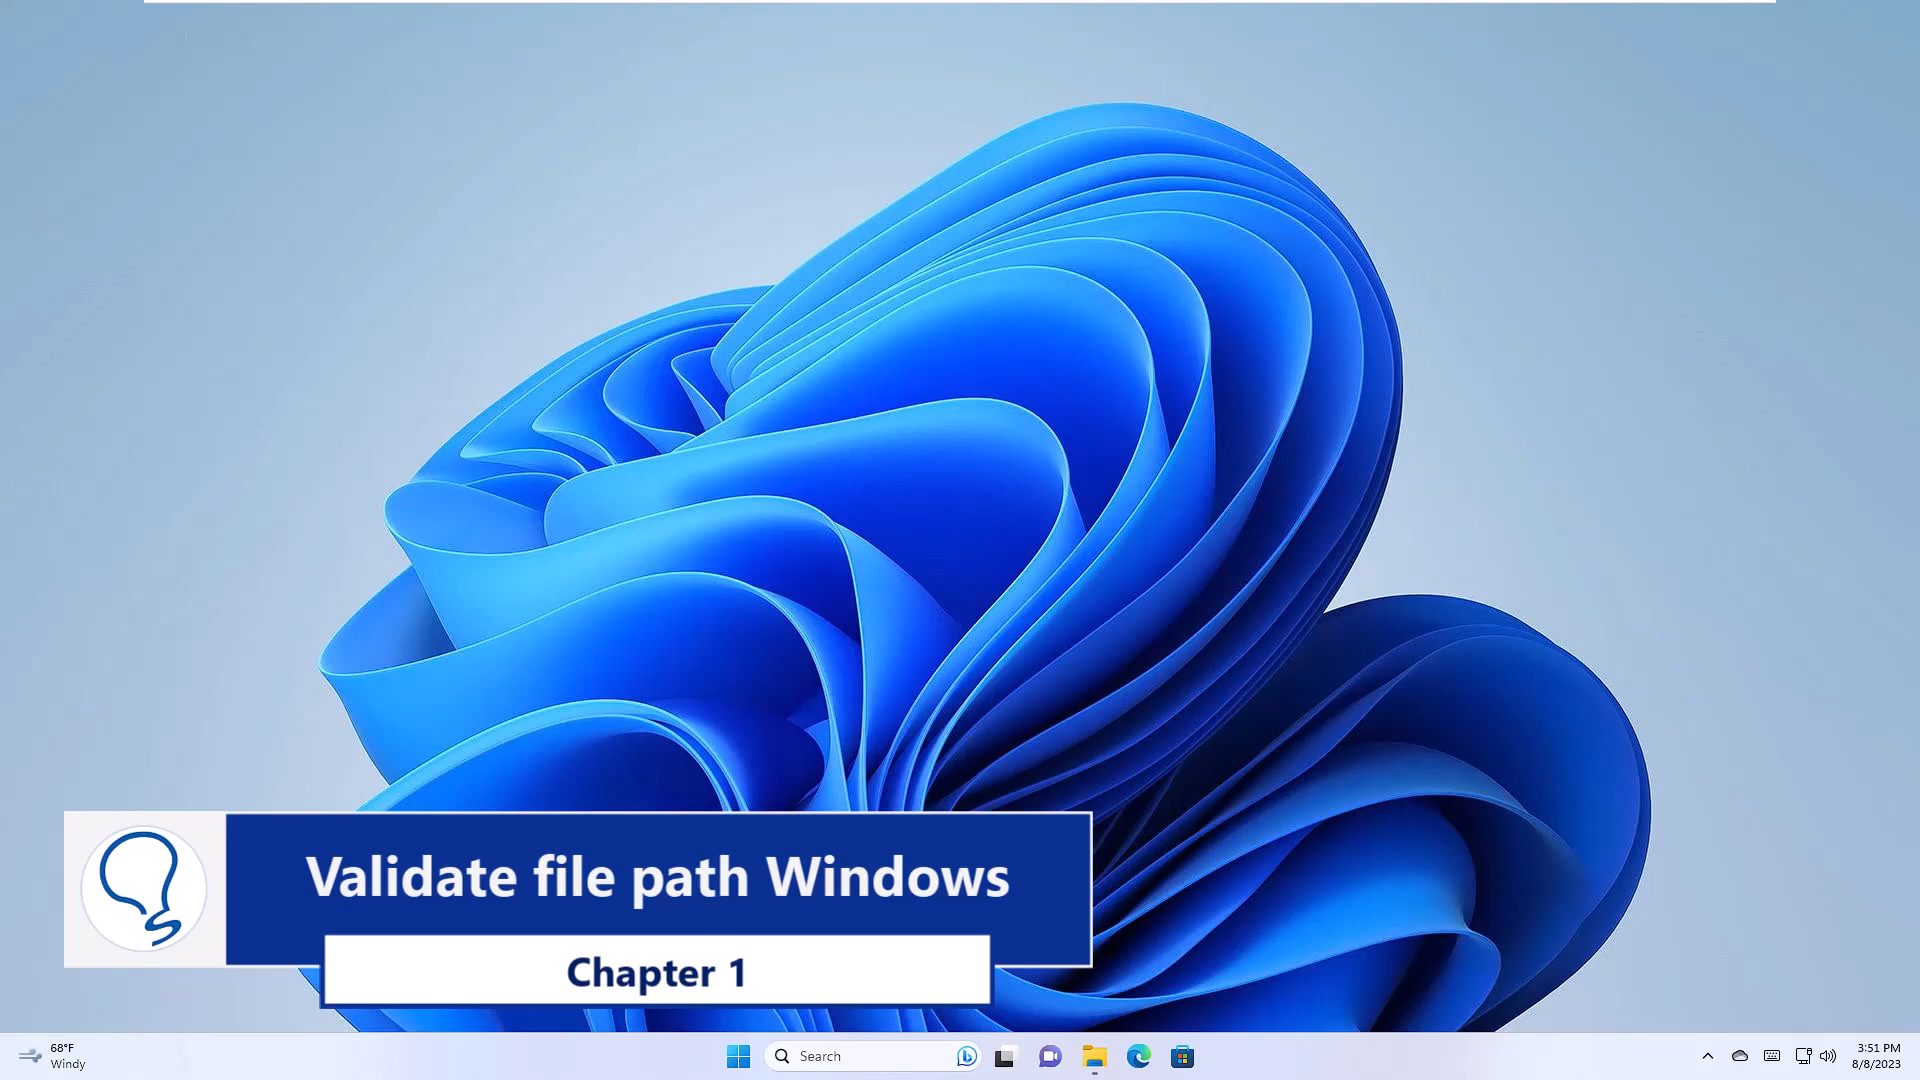 Validate file path Windows
Chapter 1
68°F
Windy
Search
3:51 PM
8/8/2023